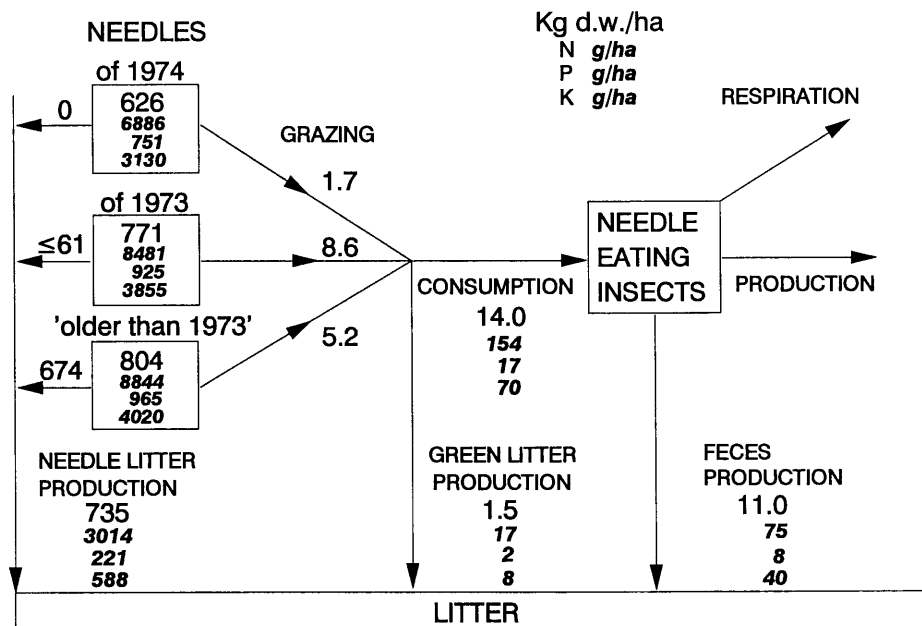 NEEDLES
of 1974
0
626
6886
751
3130
of 1973
≤61
771
8481
925
3855
'older than 1973'
674
804
8844
965
4020
NEEDLE LITTER
PRODUCTION
735
3014
221
588
GRAZING
1.7
8.6
5.2
Kg d.w./ha
N g/ha
P g/ha
K g/ha
CONSUMPTION
14.0
154
17
70
GREEN LITTER
PRODUCTION
1.5
17
2
8
NEEDLE
EATING
INSECTS
RESPIRATION
PRODUCTION
FECES
PRODUCTION
11.0
75
8
40
LITTER